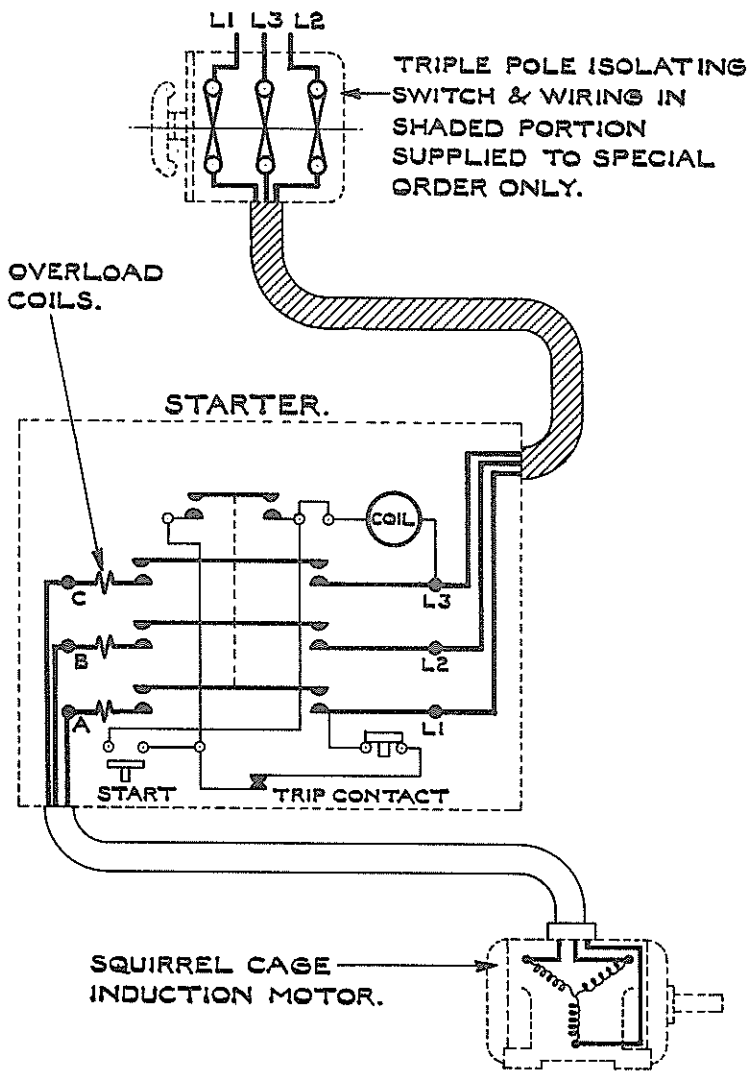 L1 L3 L2
TRIPLE POLE ISOLATING
SWITCH & WIRING IN
SHADED PORTION
SUPPLIED TO SPECIAL
ORDER ONLY.
OVERLOAD
COILS.
STARTER.
COIL
C
L3
B
L2
A
L1
START
TRIP CONTACT
SQUIRREL CAGE
INDUCTION MOTOR.